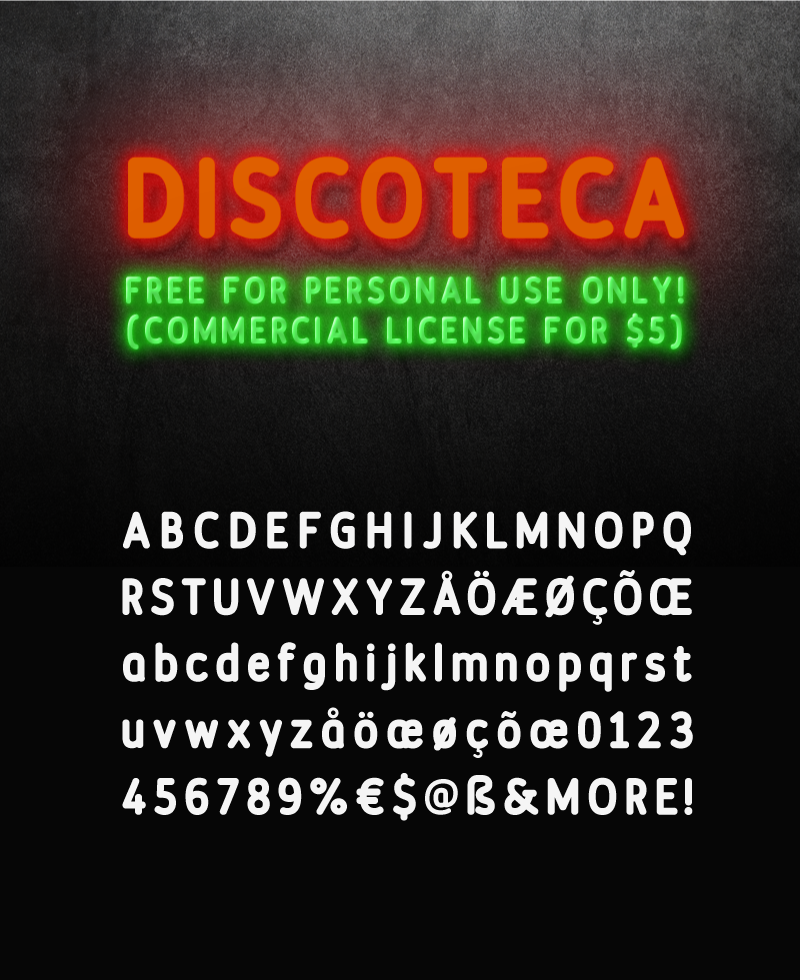 DISCOTECA
FREE FOR PERSONAL USE ONLY!
(COMMERCIAL LICENSE FOR $5)
ABCDEFGHIJKLMNOPQ
RSTUVWXYZÅÖÆØÇÕŒ
abcdefghijklmnopqrst
uvwxyzåöœøçõœ0123
456789%€$@ß&MORE!